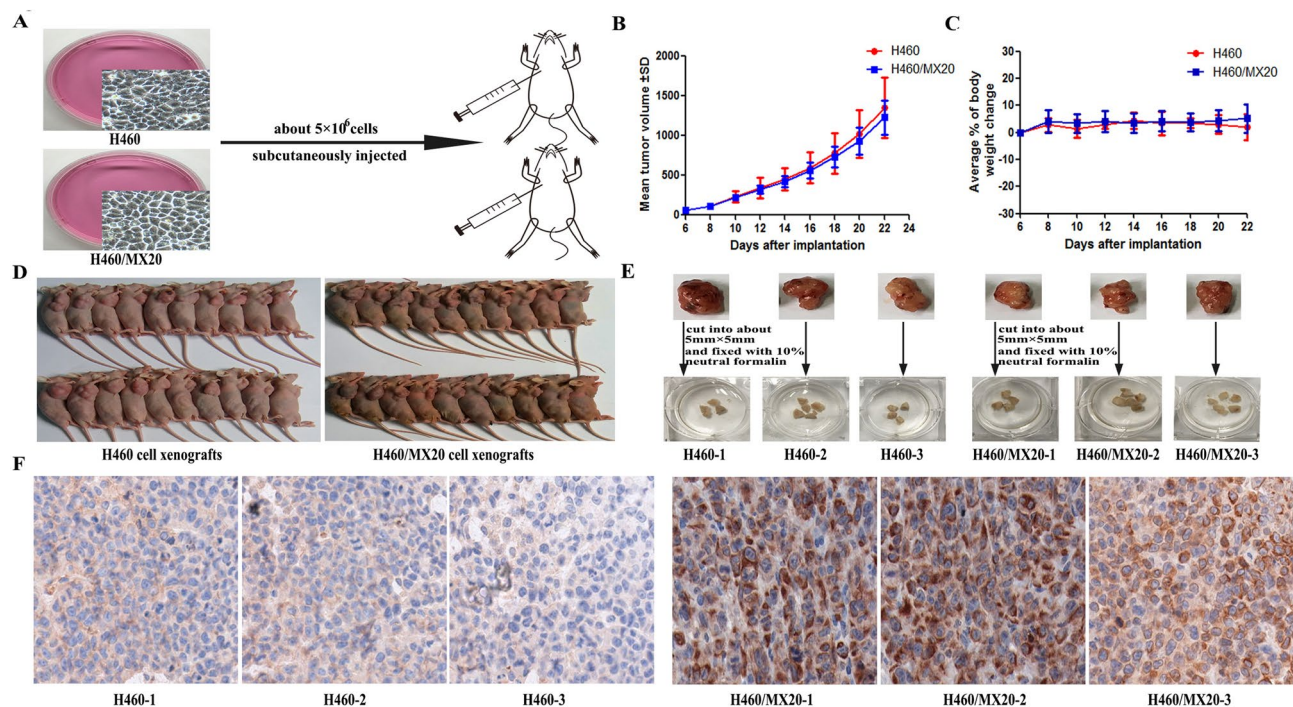 A
H460
H460/MX20
about 5×10⁶ cells
subcutaneously injected
B
Mean tumor volume ±SD
2000
1500
1000
500
0
6 8 10 12 14 16 18 20 22 24
Days after implantation
H460
H460/MX20
C
Average % of body
weight change
30
20
10
0
-10
-20
-30
6 8 10 12 14 16 18 20 22
Days after implantation
H460
H460/MX20
D
H460 cell xenografts
H460/MX20 cell xenografts
E
cut into about
5mm×5mm
and fixed with 10%
neutral formalin
cut into about
5mm×5mm
and fixed with 10%
neutral formalin
H460-1
H460-2
H460-3
H460/MX20-1
H460/MX20-2
H460/MX20-3
F
H460-1
H460-2
H460-3
H460/MX20-1
H460/MX20-2
H460/MX20-3